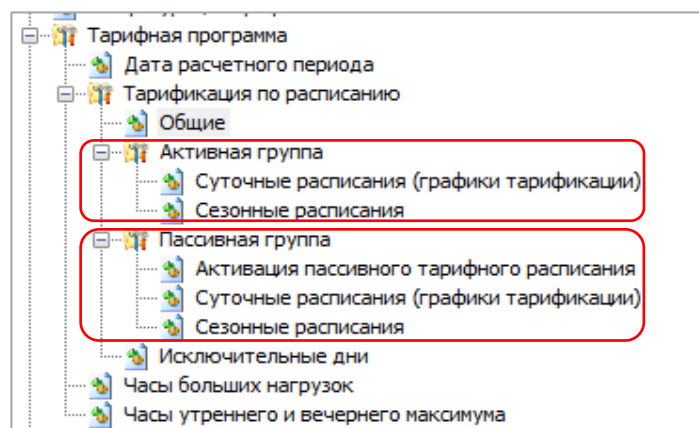 Тарифная программа
Дата расчетного периода
Тарификация по расписанию
Общие
Активная группа
Суточные расписания (графики тарификации)
Сезонные расписания
Пассивная группа
Активация пассивного тарифного расписания
Суточные расписания (графики тарификации)
Сезонные расписания
Исключительные дни
Часы больших нагрузок
Часы утреннего и вечернего максимума